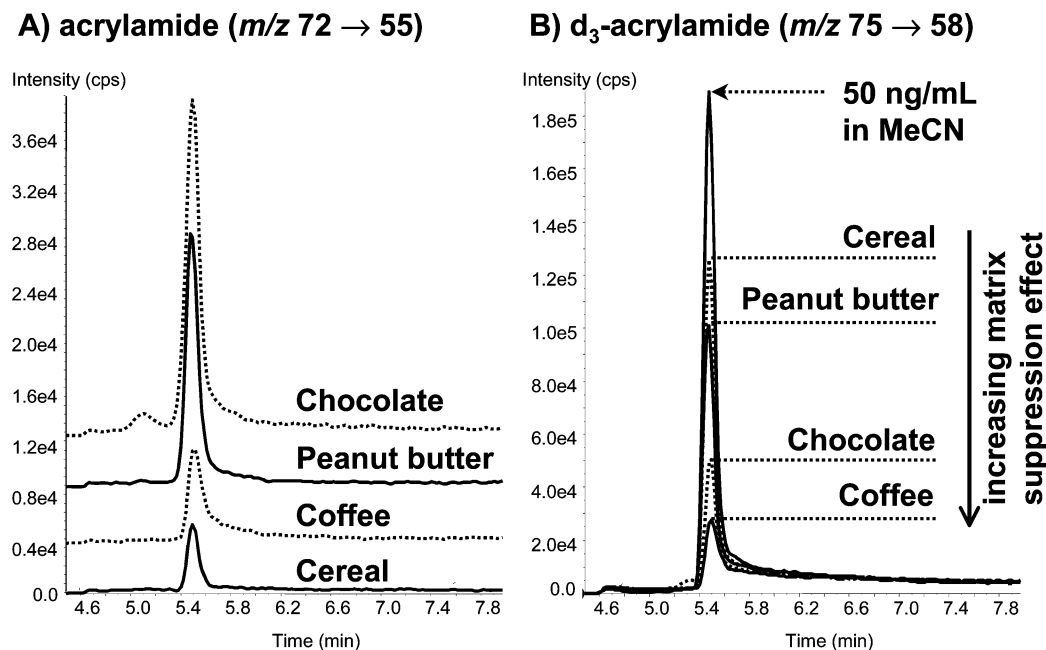 A) acrylamide (m/z 72 → 55)
Intensity (cps)
3.6e4
3.2e4
2.8e4
2.4e4
2.0e4
1.6e4
1.2e4
0.8e4
0.4e4
0.0
Chocolate
Peanut butter
Coffee
Cereal
4.6 5.0 5.4 5.8 6.2 6.6 7.0 7.4 7.8
Time (min)
B) d3-acrylamide (m/z 75 → 58)
Intensity (cps)
1.8e5
1.6e5
1.4e5
1.2e5
1.0e5
8.0e4
6.0e4
4.0e4
2.0e4
0.0
50 ng/mL
in MeCN
Cereal
Peanut butter
Chocolate
Coffee
increasing matrix
suppression effect
4.6 5.0 5.4 5.8 6.2 6.6 7.0 7.4 7.8
Time (min)